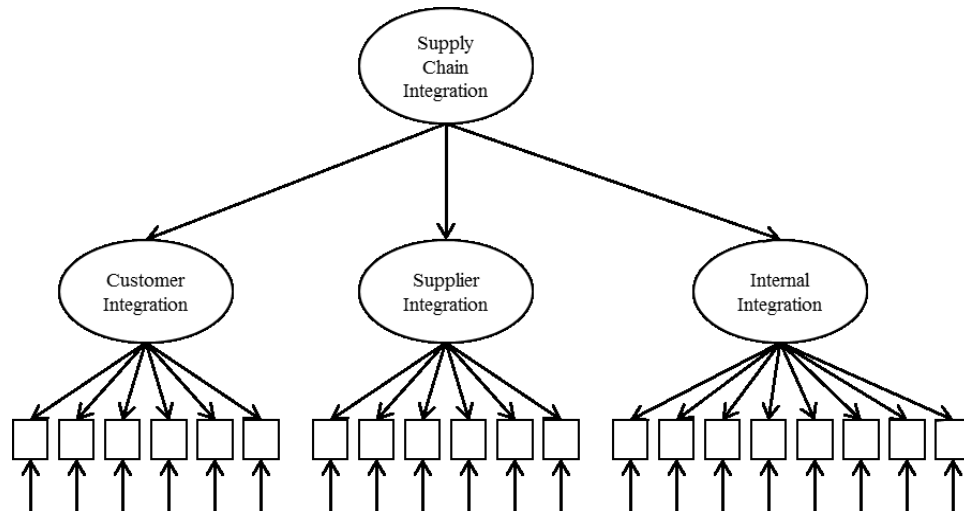 Supply
Chain
Integration
Customer
Integration
Supplier
Integration
Internal
Integration